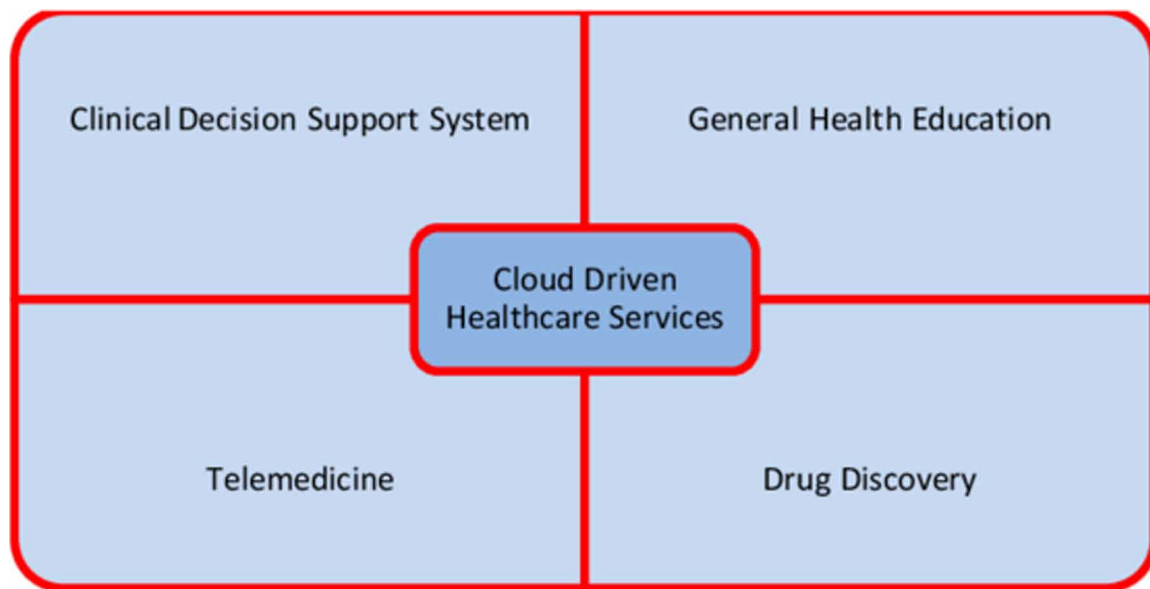 Clinical Decision Support System
General Health Education
Cloud Driven
Healthcare Services
Telemedicine
Drug Discovery